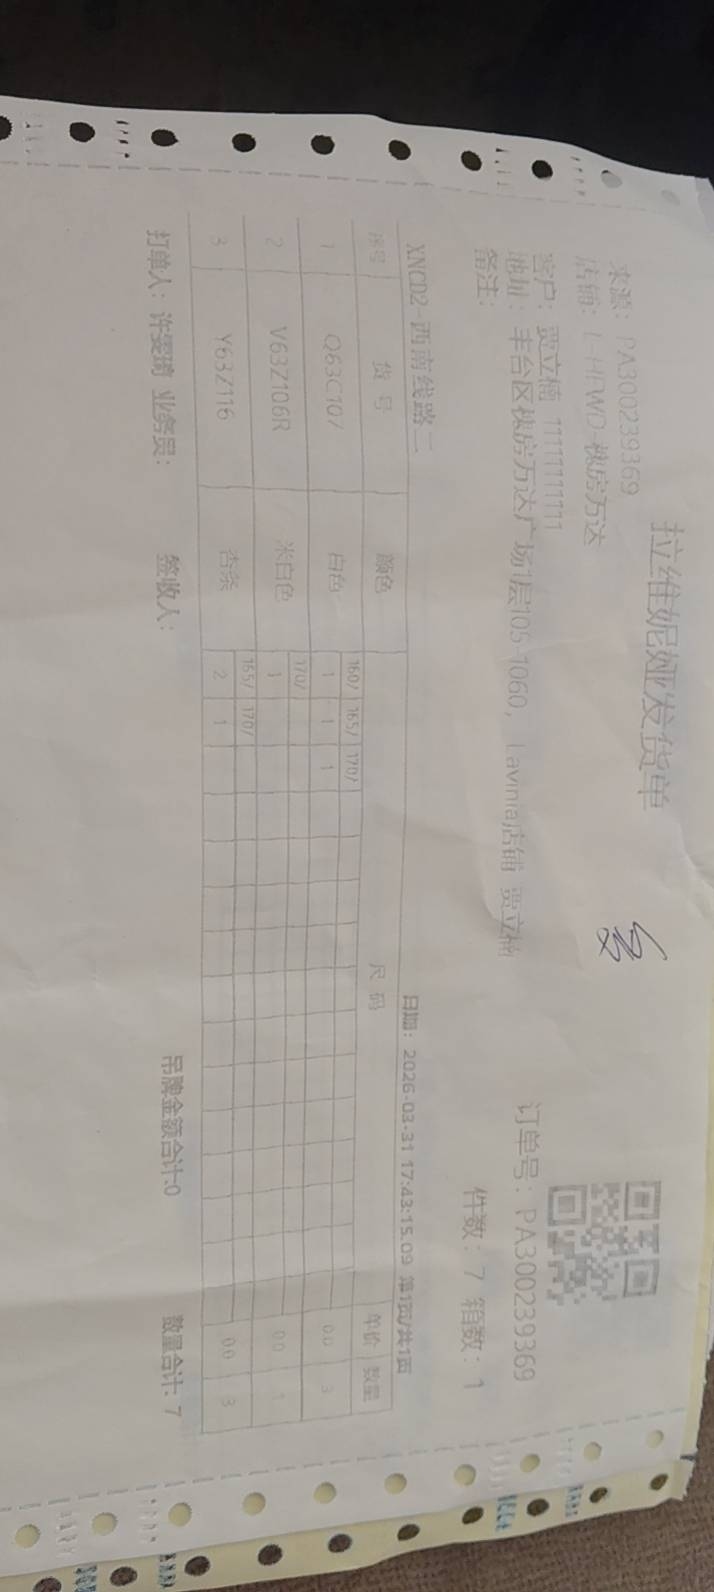 拉维妮娅发货单
来源：PA300239369
店铺：L-HFWD-槐房万达
订单号：PA300239369
客户：贾立楠 11111111111
地址：丰台区槐房万达广场1层105-1060，Lavinia店铺 贾立楠
备注：
件数：7 箱数：1
XNCD2-西南线路二 日期：2026-03-31 17:43:15.09 第1页/共1页
序号 货号 颜色 尺码 单价 数量
160/ 165/ 170/
1 Q63C107 白色 1 1 1 0.0 3
170/
2 V63Z106R 米白色 1 0.0 1
165/ 170/
3 Y63Z116 杏条 2 1 0.0 3
打单人：许雯琦 业务员： 签收人： 吊牌金额合计:0 数量合计: 7